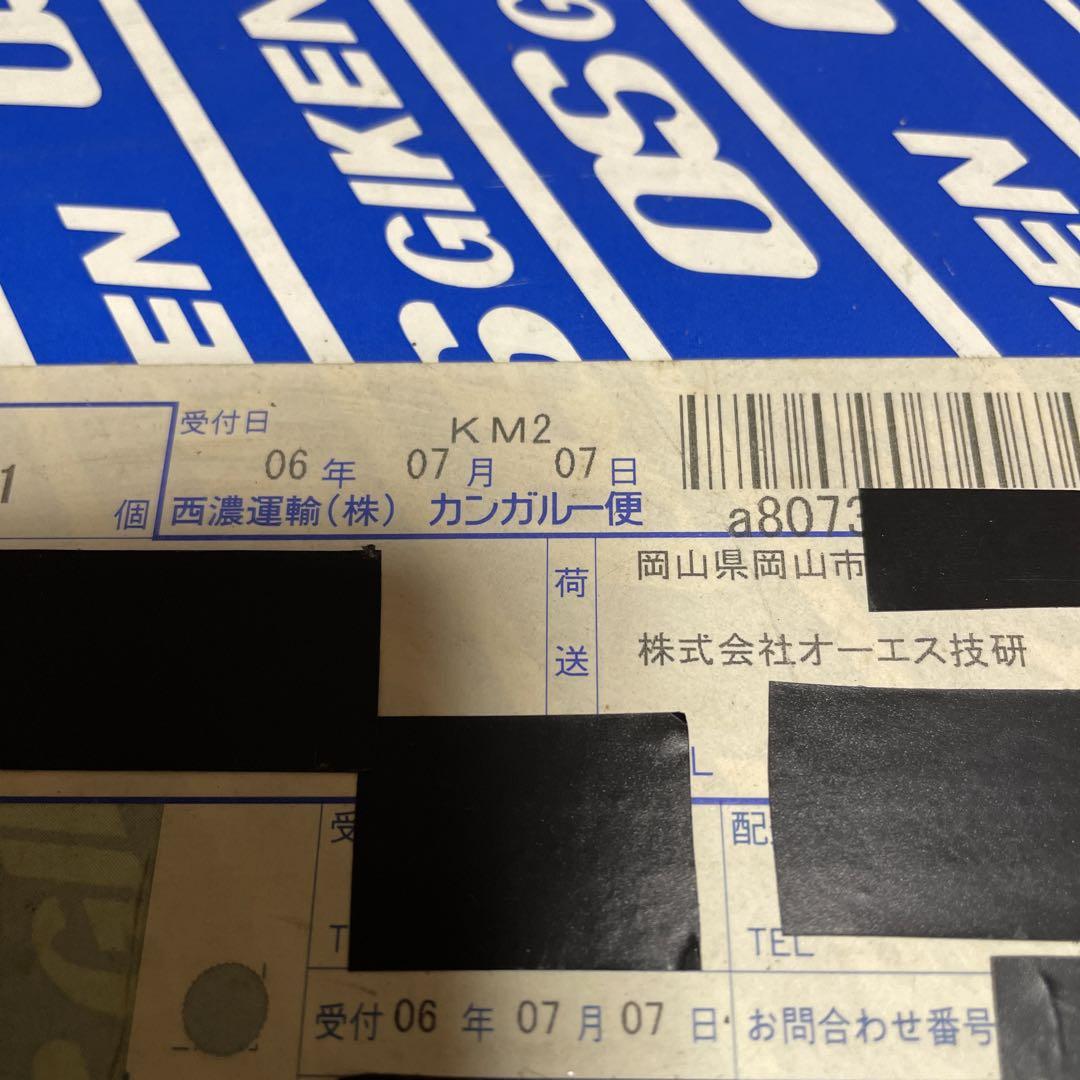 GIKEN
OS G
OS
EN
S GIKEN
KEN
受付日
KM2
06年 07月 07日
1
個
西濃運輸(株) カンガルー便
a8073
荷送
岡山県岡山市
株式会社オーエス技研
L
受
配
T
TEL
受付 06 年 07 月 07 日
お問合わせ番号